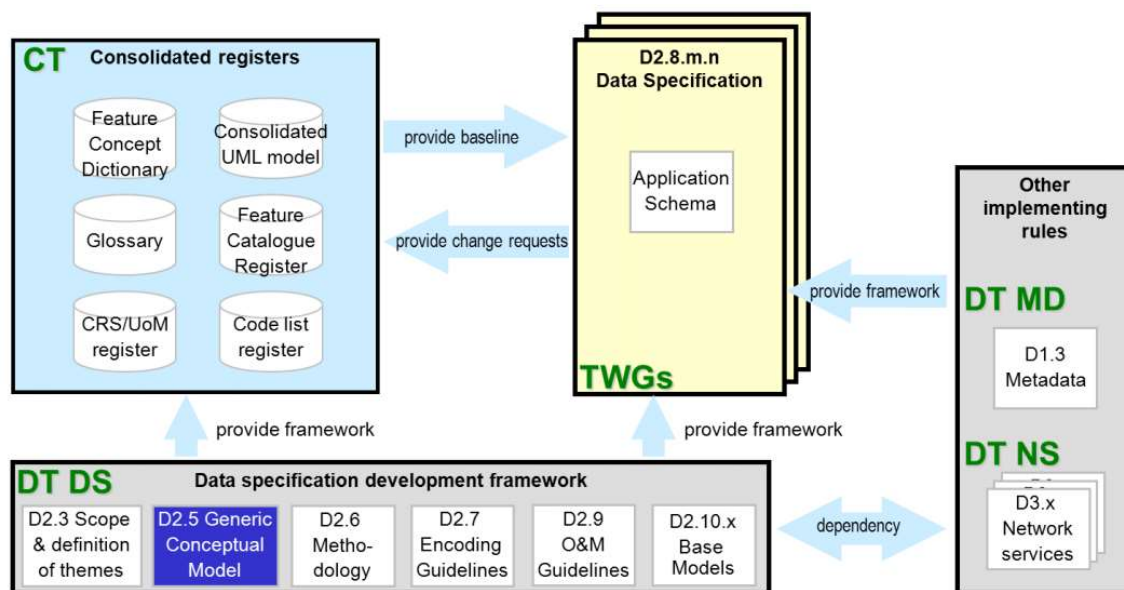 CT
Consolidated registers
Feature
Concept
Dictionary
Consolidated
UML model
Glossary
Feature
Catalogue
Register
CRS/UoM
register
Code list
register
provide baseline
provide change requests
D2.8.m.n
Data Specification
Application
Schema
TWGs
provide framework
Other
implementing
rules
DT MD
D1.3
Metadata
DT NS
D3.x
Network
services
provide framework
provide framework
DT DS
Data specification development framework
D2.3 Scope
& definition
of themes
D2.5 Generic
Conceptual
Model
D2.6
Metho-
dology
D2.7
Encoding
Guidelines
D2.9
O&M
Guidelines
D2.10.x
Base
Models
dependency